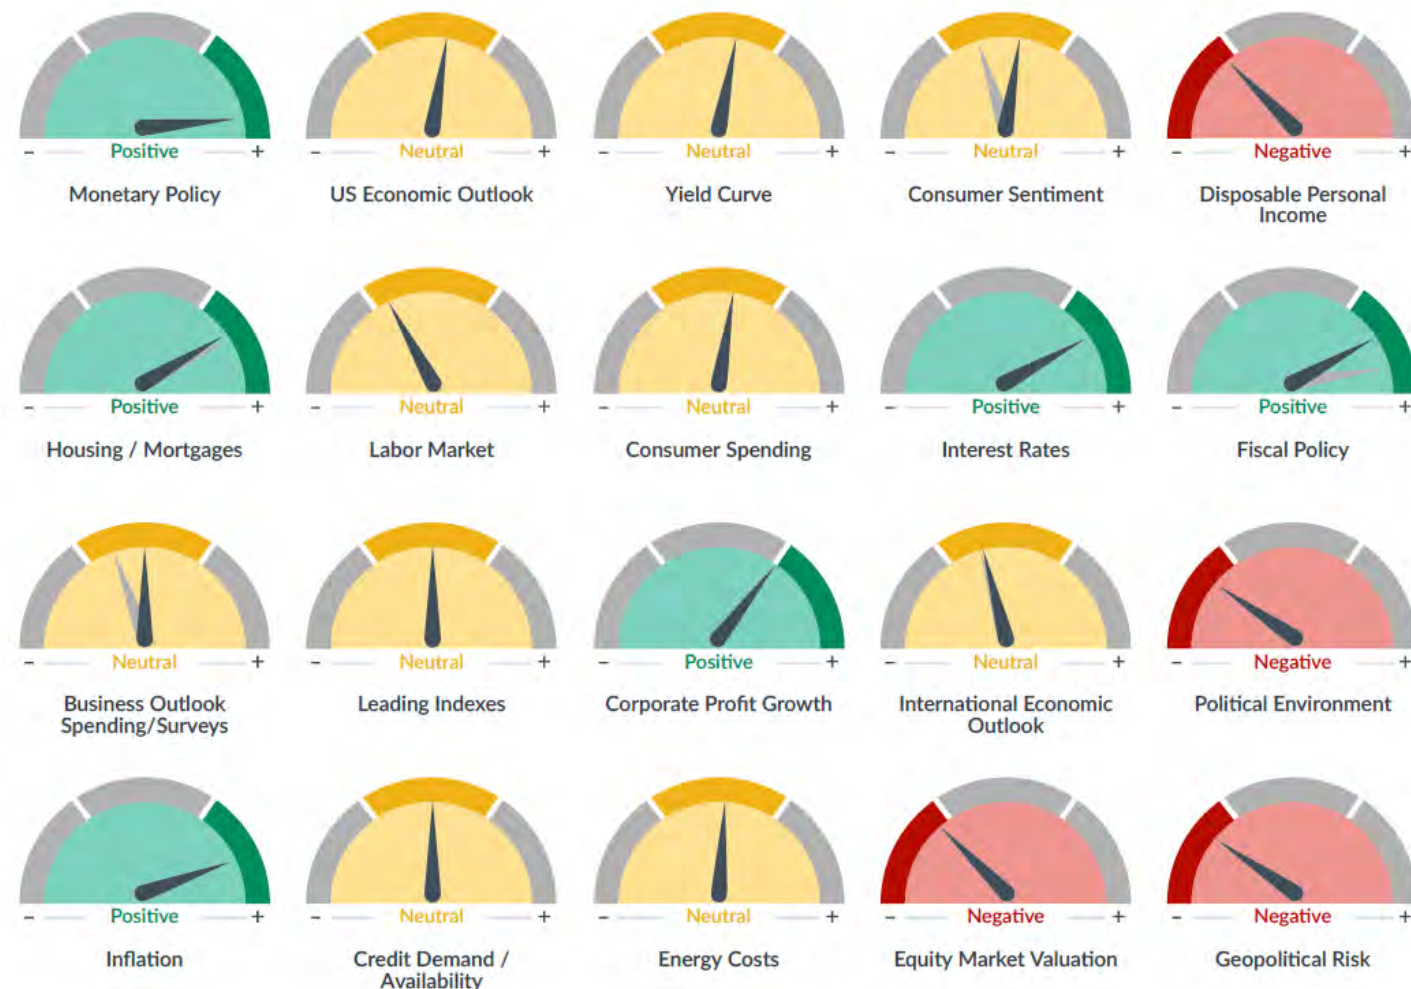 - Positive +
- Neutral +
- Neutral +
- Neutral +
- Negative +
Monetary Policy
US Economic Outlook
Yield Curve
Consumer Sentiment
Disposable Personal
Income
- Positive +
- Neutral +
- Neutral +
- Positive +
- Positive +
Housing / Mortgages
Labor Market
Consumer Spending
Interest Rates
Fiscal Policy
- Neutral +
- Neutral +
- Positive +
- Neutral +
- Negative +
Business Outlook
Spending/Surveys
Leading Indexes
Corporate Profit Growth
International Economic
Outlook
Political Environment
- Positive +
- Neutral +
- Neutral +
- Negative +
- Negative +
Inflation
Credit Demand /
Availability
Energy Costs
Equity Market Valuation
Geopolitical Risk